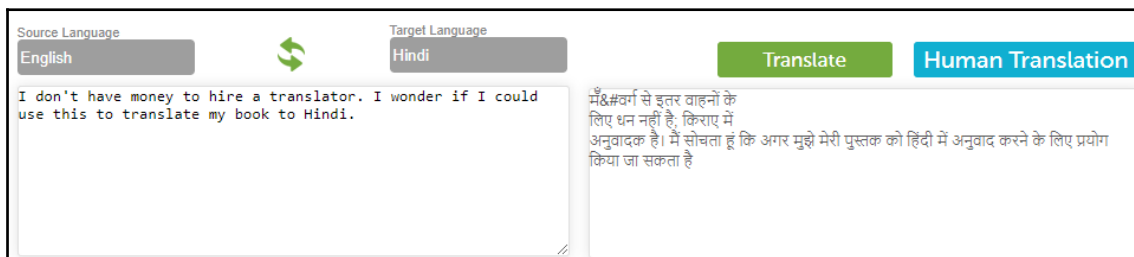 Source Language
Target Language
English
Hindi
Translate
Human Translation
I don't have money to hire a translator. I wonder if I could
use this to translate my book to Hindi.
मँ&#वर्ग से इतर वाहनों के
लिए धन नहीं है; किराए में
अनुवादक है। मैं सोचता हूं कि अगर मुझे मेरी पुस्तक को हिंदी में अनुवाद करने के लिए प्रयोग
किया जा सकता है